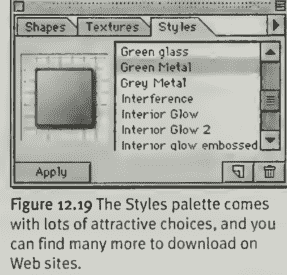 Shapes Textures Styles
Green glass
Green Metal
Grey Metal
Interference
Interior Glow
Interior Glow 2
Interior glow embossed
Apply
Figure 12.19 The Styles palette comes
with lots of attractive choices, and you
can find many more to download on
Web sites.